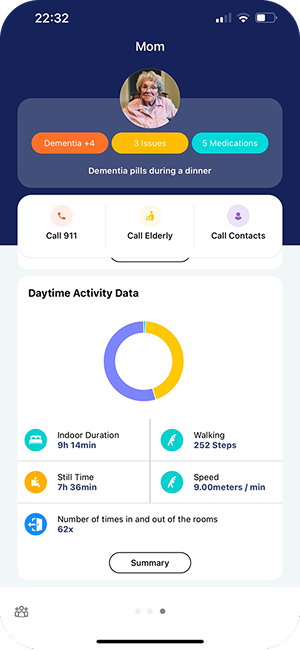 22:32
Mom
Dementia +4
3 Issues
5 Medications
Dementia pills during a dinner
Call 911
Call Elderly
Call Contacts
Daytime Activity Data
Indoor Duration
9h 14min
Walking
252 Steps
Still Time
7h 36min
Speed
9.00meters / min
Number of times in and out of the rooms
62x
Summary